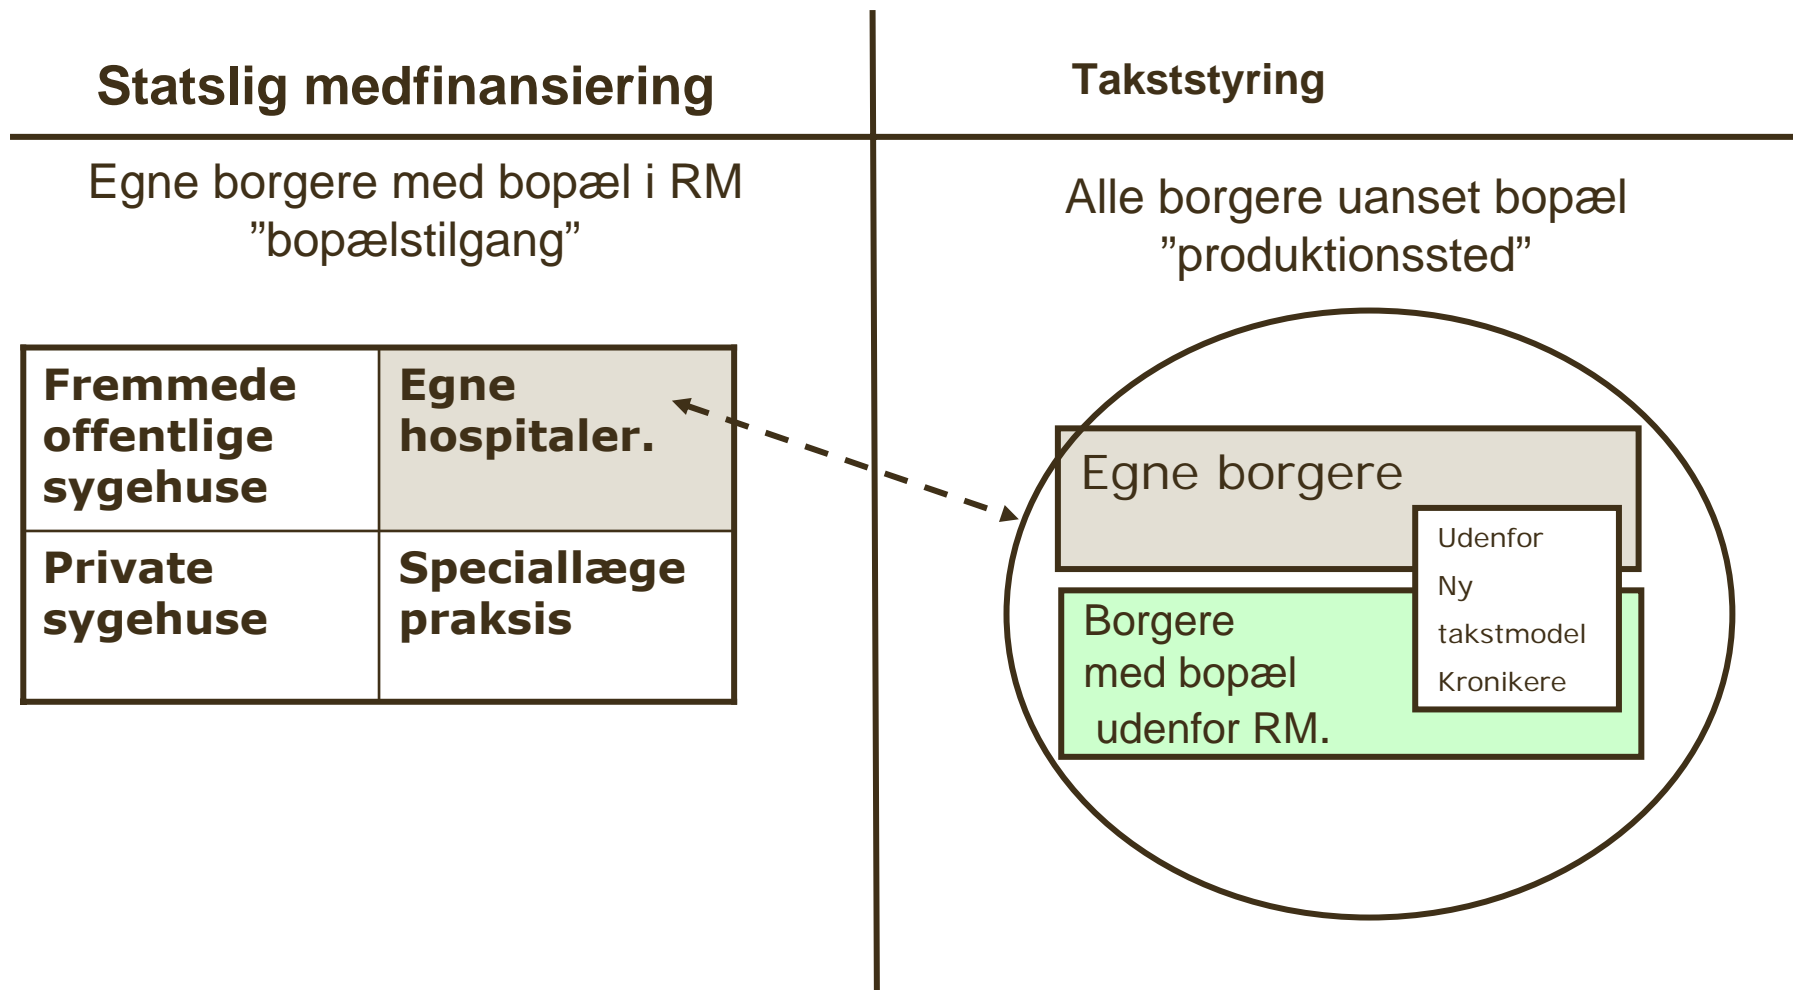 Statslig medfinansiering
Takststyring
Egne borgere med bopæl i RM
”bopælstilgang”
Alle borgere uanset bopæl
”produktionssted”
Fremmede
offentlige
sygehuse
Egne
hospitaler.
Private
sygehuse
Speciallæge
praksis
Egne borgere
Udenfor
Ny
takstmodel
Kronikere
Borgere
med bopæl
udenfor RM.